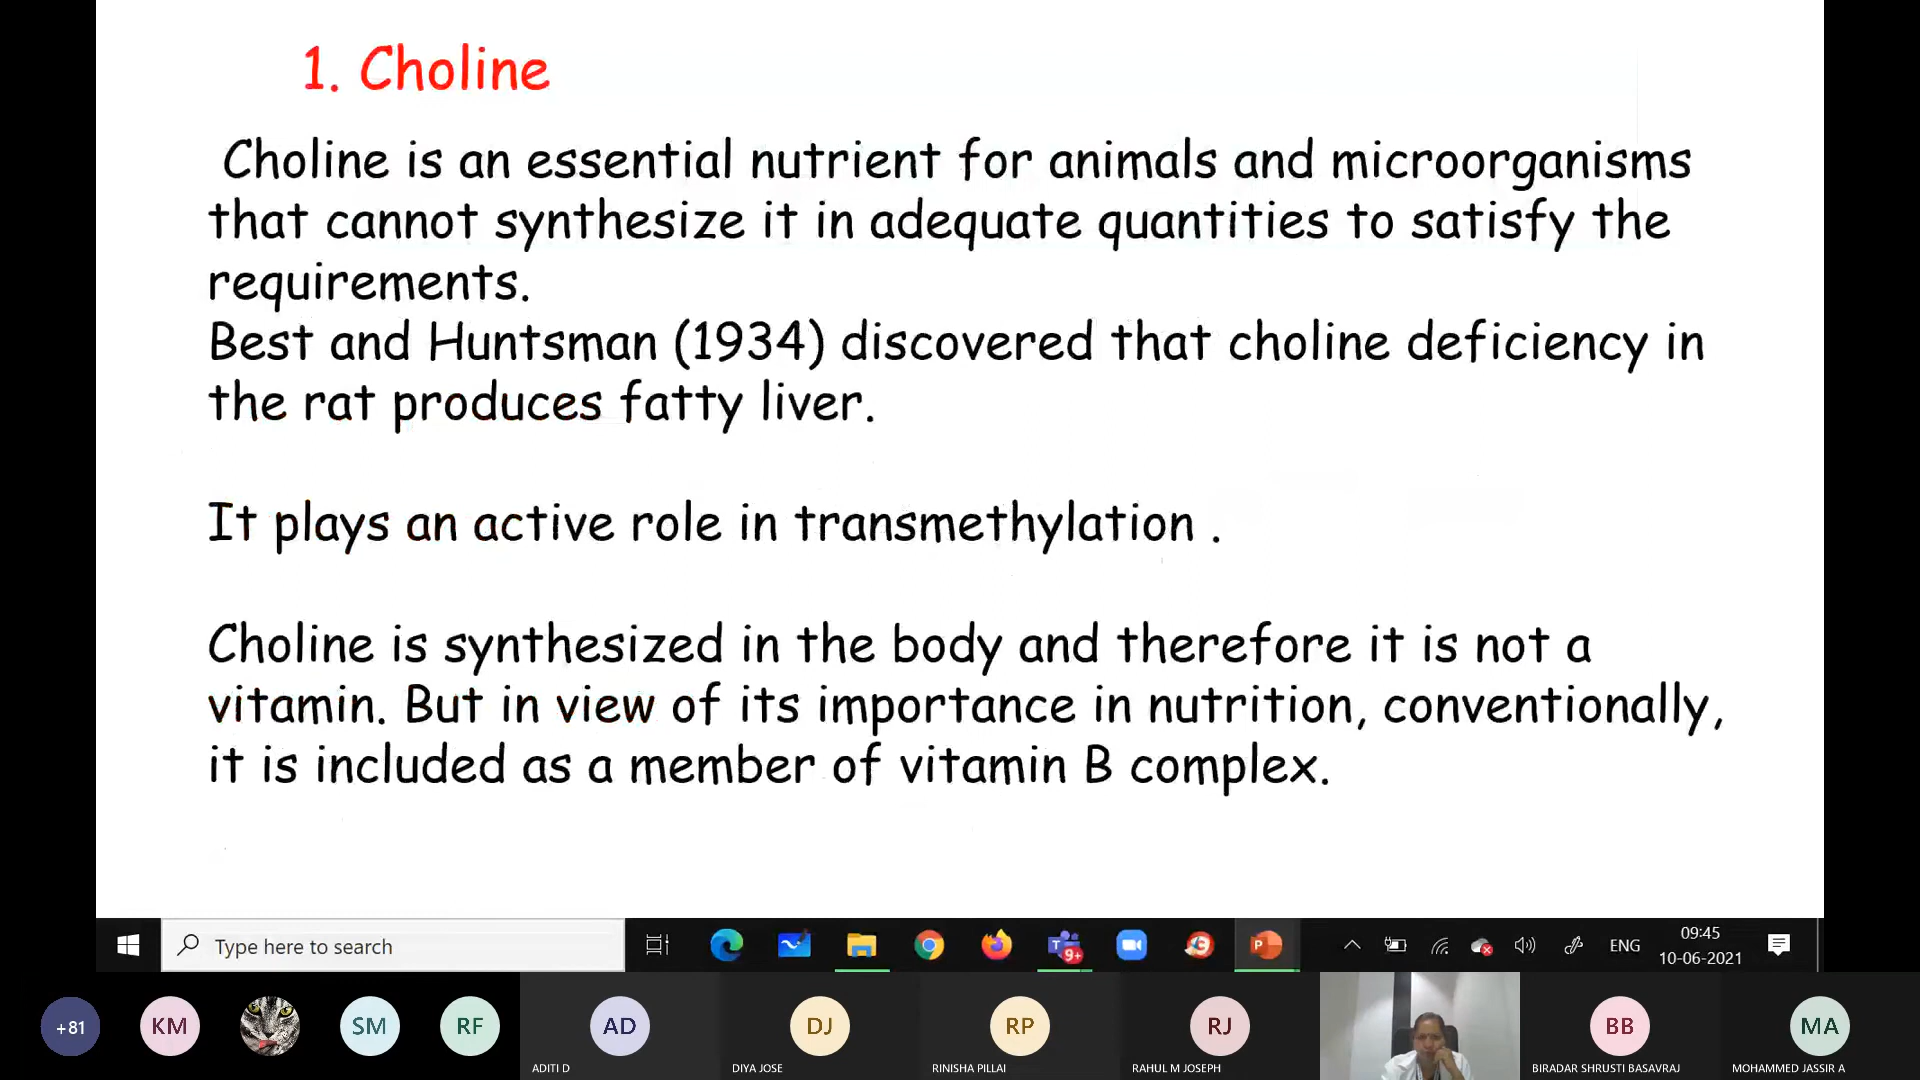 1. Choline
Choline is an essential nutrient for animals and microorganisms
that cannot synthesize it in adequate quantities to satisfy the
requirements.
Best and Huntsman (1934) discovered that choline deficiency in
the rat produces fatty liver.
It plays an active role in transmethylation .
Choline is synthesized in the body and therefore it is not a
vitamin. But in view of its importance in nutrition, conventionally,
it is included as a member of vitamin B complex.
Type here to search
T
9+
P
ENG
09:45
10-06-2021
+81
KM
SM
RF
AD
DJ
RP
RJ
BB
MA
ADITI D
DIYA JOSE
RINISHA PILLAI
RAHUL M JOSEPH
BIRADAR SHRUSTI BASAVRAJ
MOHAMMED JASSIR A